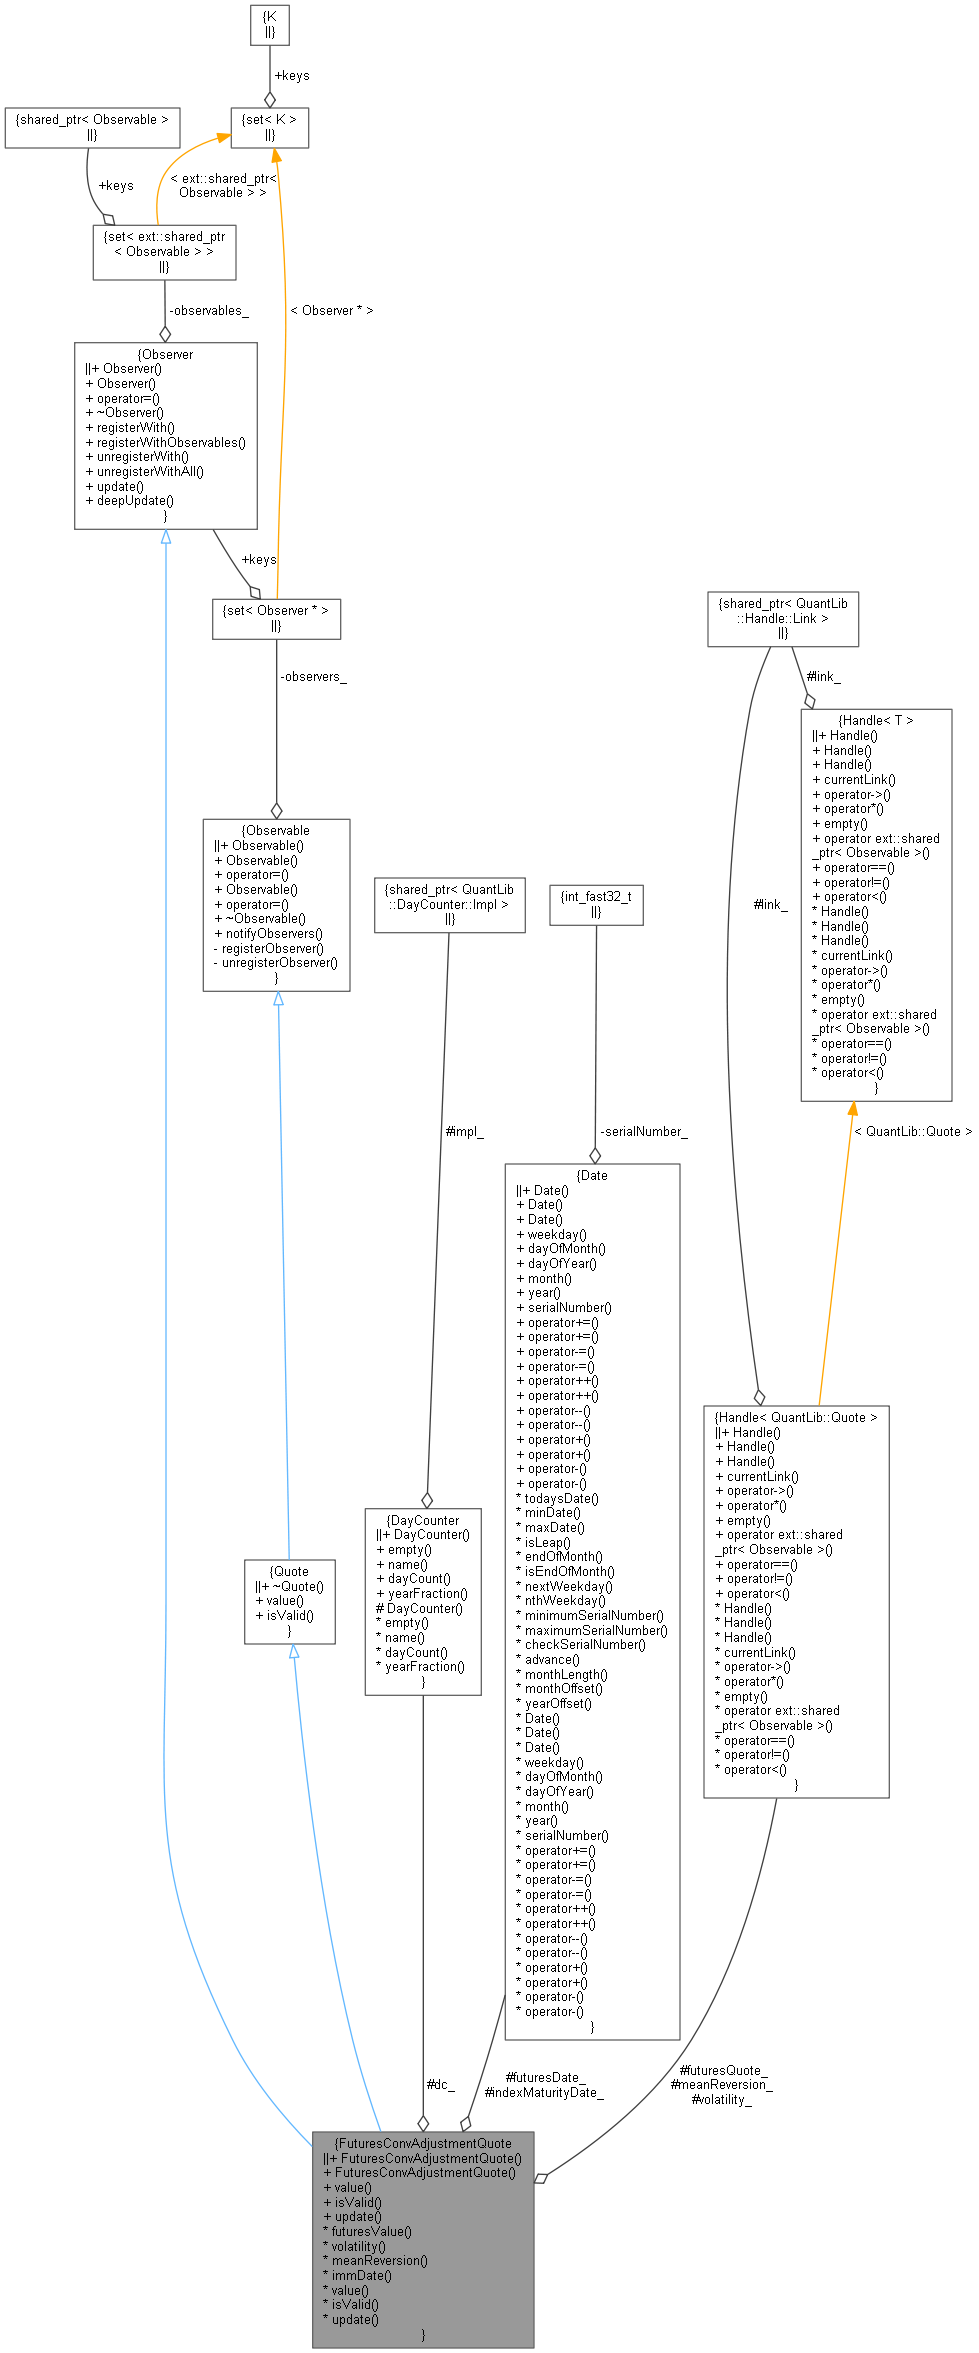 {K
||}
+keys
{shared_ptr< Observable >
||}
{set< K >
||}
+keys
< ext::shared_ptr<
Observable > >
{set< ext::shared_ptr
< Observable > >
||}
-observables_
< Observer * >
{Observer
||+ Observer()
+ Observer()
+ operator=()
+ ~Observer()
+ registerWith()
+ registerWithObservables()
+ unregisterWith()
+ unregisterWithAll()
+ update()
+ deepUpdate()
}
+keys
{set< Observer * >
||}
-observers_
{shared_ptr< QuantLib
::Handle::Link >
||}
#link_
{Handle< T >
||+ Handle()
+ Handle()
+ Handle()
+ currentLink()
+ operator->()
+ operator*()
+ empty()
+ operator ext::shared
_ptr< Observable >()
+ operator==()
+ operator!=()
+ operator<()
* Handle()
* Handle()
* Handle()
* currentLink()
* operator->()
* operator*()
* empty()
* operator ext::shared
_ptr< Observable >()
* operator==()
* operator!=()
* operator<()
}
#link_
{Observable
||+ Observable()
+ Observable()
+ operator=()
+ Observable()
+ operator=()
+ ~Observable()
+ notifyObservers()
- registerObserver()
- unregisterObserver()
}
{shared_ptr< QuantLib
::DayCounter::Impl >
||}
{int_fast32_t
||}
#impl_
-serialNumber_
< QuantLib::Quote >
{Date
||+ Date()
+ Date()
+ Date()
+ weekday()
+ dayOfMonth()
+ dayOfYear()
+ month()
+ year()
+ serialNumber()
+ operator+=()
+ operator+=()
+ operator-=()
+ operator-=()
+ operator++()
+ operator++()
+ operator--()
+ operator--()
+ operator+()
+ operator+()
+ operator-()
+ operator-()
* todaysDate()
* minDate()
* maxDate()
* isLeap()
* endOfMonth()
* isEndOfMonth()
* nextWeekday()
* nthWeekday()
* minimumSerialNumber()
* maximumSerialNumber()
* checkSerialNumber()
* advance()
* monthLength()
* monthOffset()
* yearOffset()
* Date()
* Date()
* Date()
* weekday()
* dayOfMonth()
* dayOfYear()
* month()
* year()
* serialNumber()
* operator+=()
* operator+=()
* operator-=()
* operator-=()
* operator++()
* operator++()
* operator--()
* operator--()
* operator+()
* operator+()
* operator-()
* operator-()
}
{Handle< QuantLib::Quote >
||+ Handle()
+ Handle()
+ Handle()
+ currentLink()
+ operator->()
+ operator*()
+ empty()
+ operator ext::shared
_ptr< Observable >()
+ operator==()
+ operator!=()
+ operator<()
* Handle()
* Handle()
* Handle()
* currentLink()
* operator->()
* operator*()
* empty()
* operator ext::shared
_ptr< Observable >()
* operator==()
* operator!=()
* operator<()
}
{DayCounter
||+ DayCounter()
+ empty()
+ name()
+ dayCount()
+ yearFraction()
# DayCounter()
* empty()
* name()
* dayCount()
* yearFraction()
}
{Quote
||+ ~Quote()
+ value()
+ isValid()
}
#dc_
#futuresDate_
#indexMaturityDate_
#futuresQuote_
#meanReversion_
#volatility_
{FuturesConvAdjustmentQuote
||+ FuturesConvAdjustmentQuote()
+ FuturesConvAdjustmentQuote()
+ value()
+ isValid()
+ update()
* futuresValue()
* volatility()
* meanReversion()
* immDate()
* value()
* isValid()
* update()
}